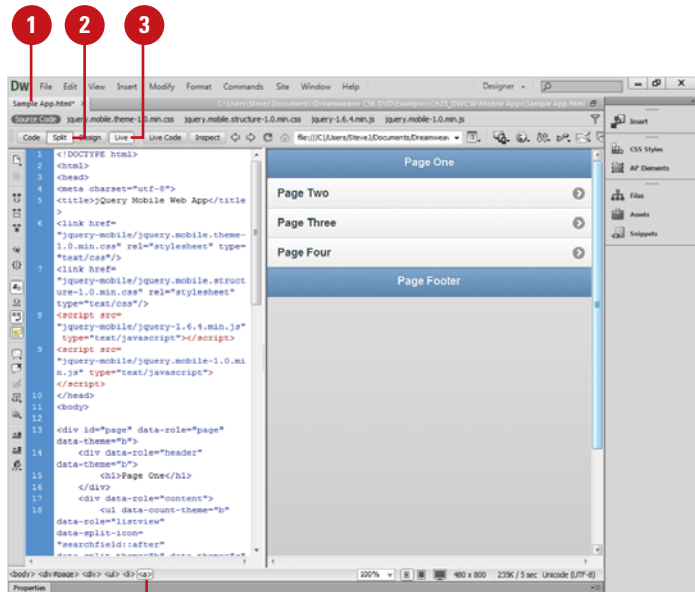 1 2 3
DW File Edit View Insert Modify Format Commands Site Window Help Designer
Sample App.html* × C:\Users\Steve\Documents\Dreamweaver CS6 DVD\Examples\Ch23_DWCS6\Mobile Apps\Sample App.html
Source Code jquery.mobile.theme-1.0.min.css jquery.mobile.structure-1.0.min.css jquery-1.6.4.min.js jquery.mobile-1.0.min.js
Code Split Design Live Live Code Inspect file:///C|/Users/SteveJ/Documents/Dreamweav
1 <!DOCTYPE html>
2 <html>
3 <head>
4 <meta charset="utf-8">
5 <title>jQuery Mobile Web App</title
>
6 <link href=
"jquery-mobile/jquery.mobile.theme-
1.0.min.css" rel="stylesheet" type=
"text/css"/>
7 <link href=
"jquery-mobile/jquery.mobile.struct
ure-1.0.min.css" rel="stylesheet"
type="text/css"/>
8 <script src=
"jquery-mobile/jquery-1.6.4.min.js"
type="text/javascript"></script>
9 <script src=
"jquery-mobile/jquery.mobile-1.0.mi
n.js" type="text/javascript">
</script>
10 </head>
11 <body>
12
13 <div id="page" data-role="page"
data-theme="b">
14 <div data-role="header"
data-theme="b">
15 <h1>Page One</h1>
16 </div>
17 <div data-role="content">
18 <ul data-count-theme="b"
data-role="listview"
data-split-icon=
"searchfield::after"
Page One
Page Two
Page Three
Page Four
Page Footer
Insert
CSS Styles
AP Elements
Files
Assets
Snippets
<body> <div#page> <div> <ul> <li> <a>
100% 480 x 800 239K / 5 sec Unicode (UTF-8)
Properties